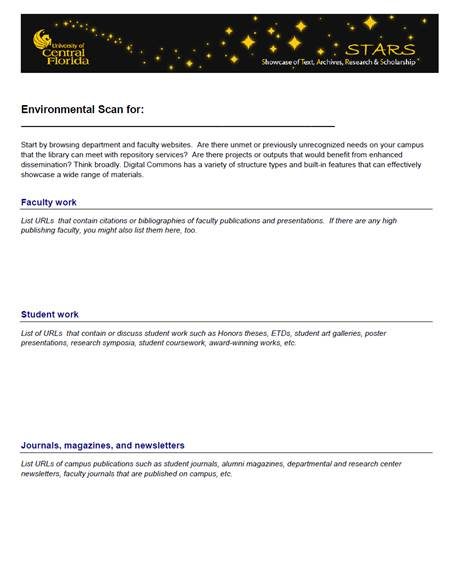 University of
Central
Florida
STARS
Showcase of Text, Archives, Research & Scholarship
Environmental Scan for:
Start by browsing department and faculty websites.  Are there unmet or previously unrecognized needs on your campus
that the library can meet with repository services?  Are there projects or outputs that would benefit from enhanced
dissemination? Think broadly. Digital Commons has a variety of structure types and built-in features that can effectively
showcase a wide range of materials.
Faculty work
List URLs  that contain citations or bibliographies of faculty publications and presentations.  If there are any high
publishing faculty, you might also list them here, too.
Student work
List of URLs  that contain or discuss student work such as Honors theses, ETDs, student art galleries, poster
presentations, research symposia, student coursework, award-winning works, etc.
Journals, magazines, and newsletters
List URLs of campus publications such as student journals, alumni magazines, departmental and research center
newsletters, faculty journals that are published on campus, etc.